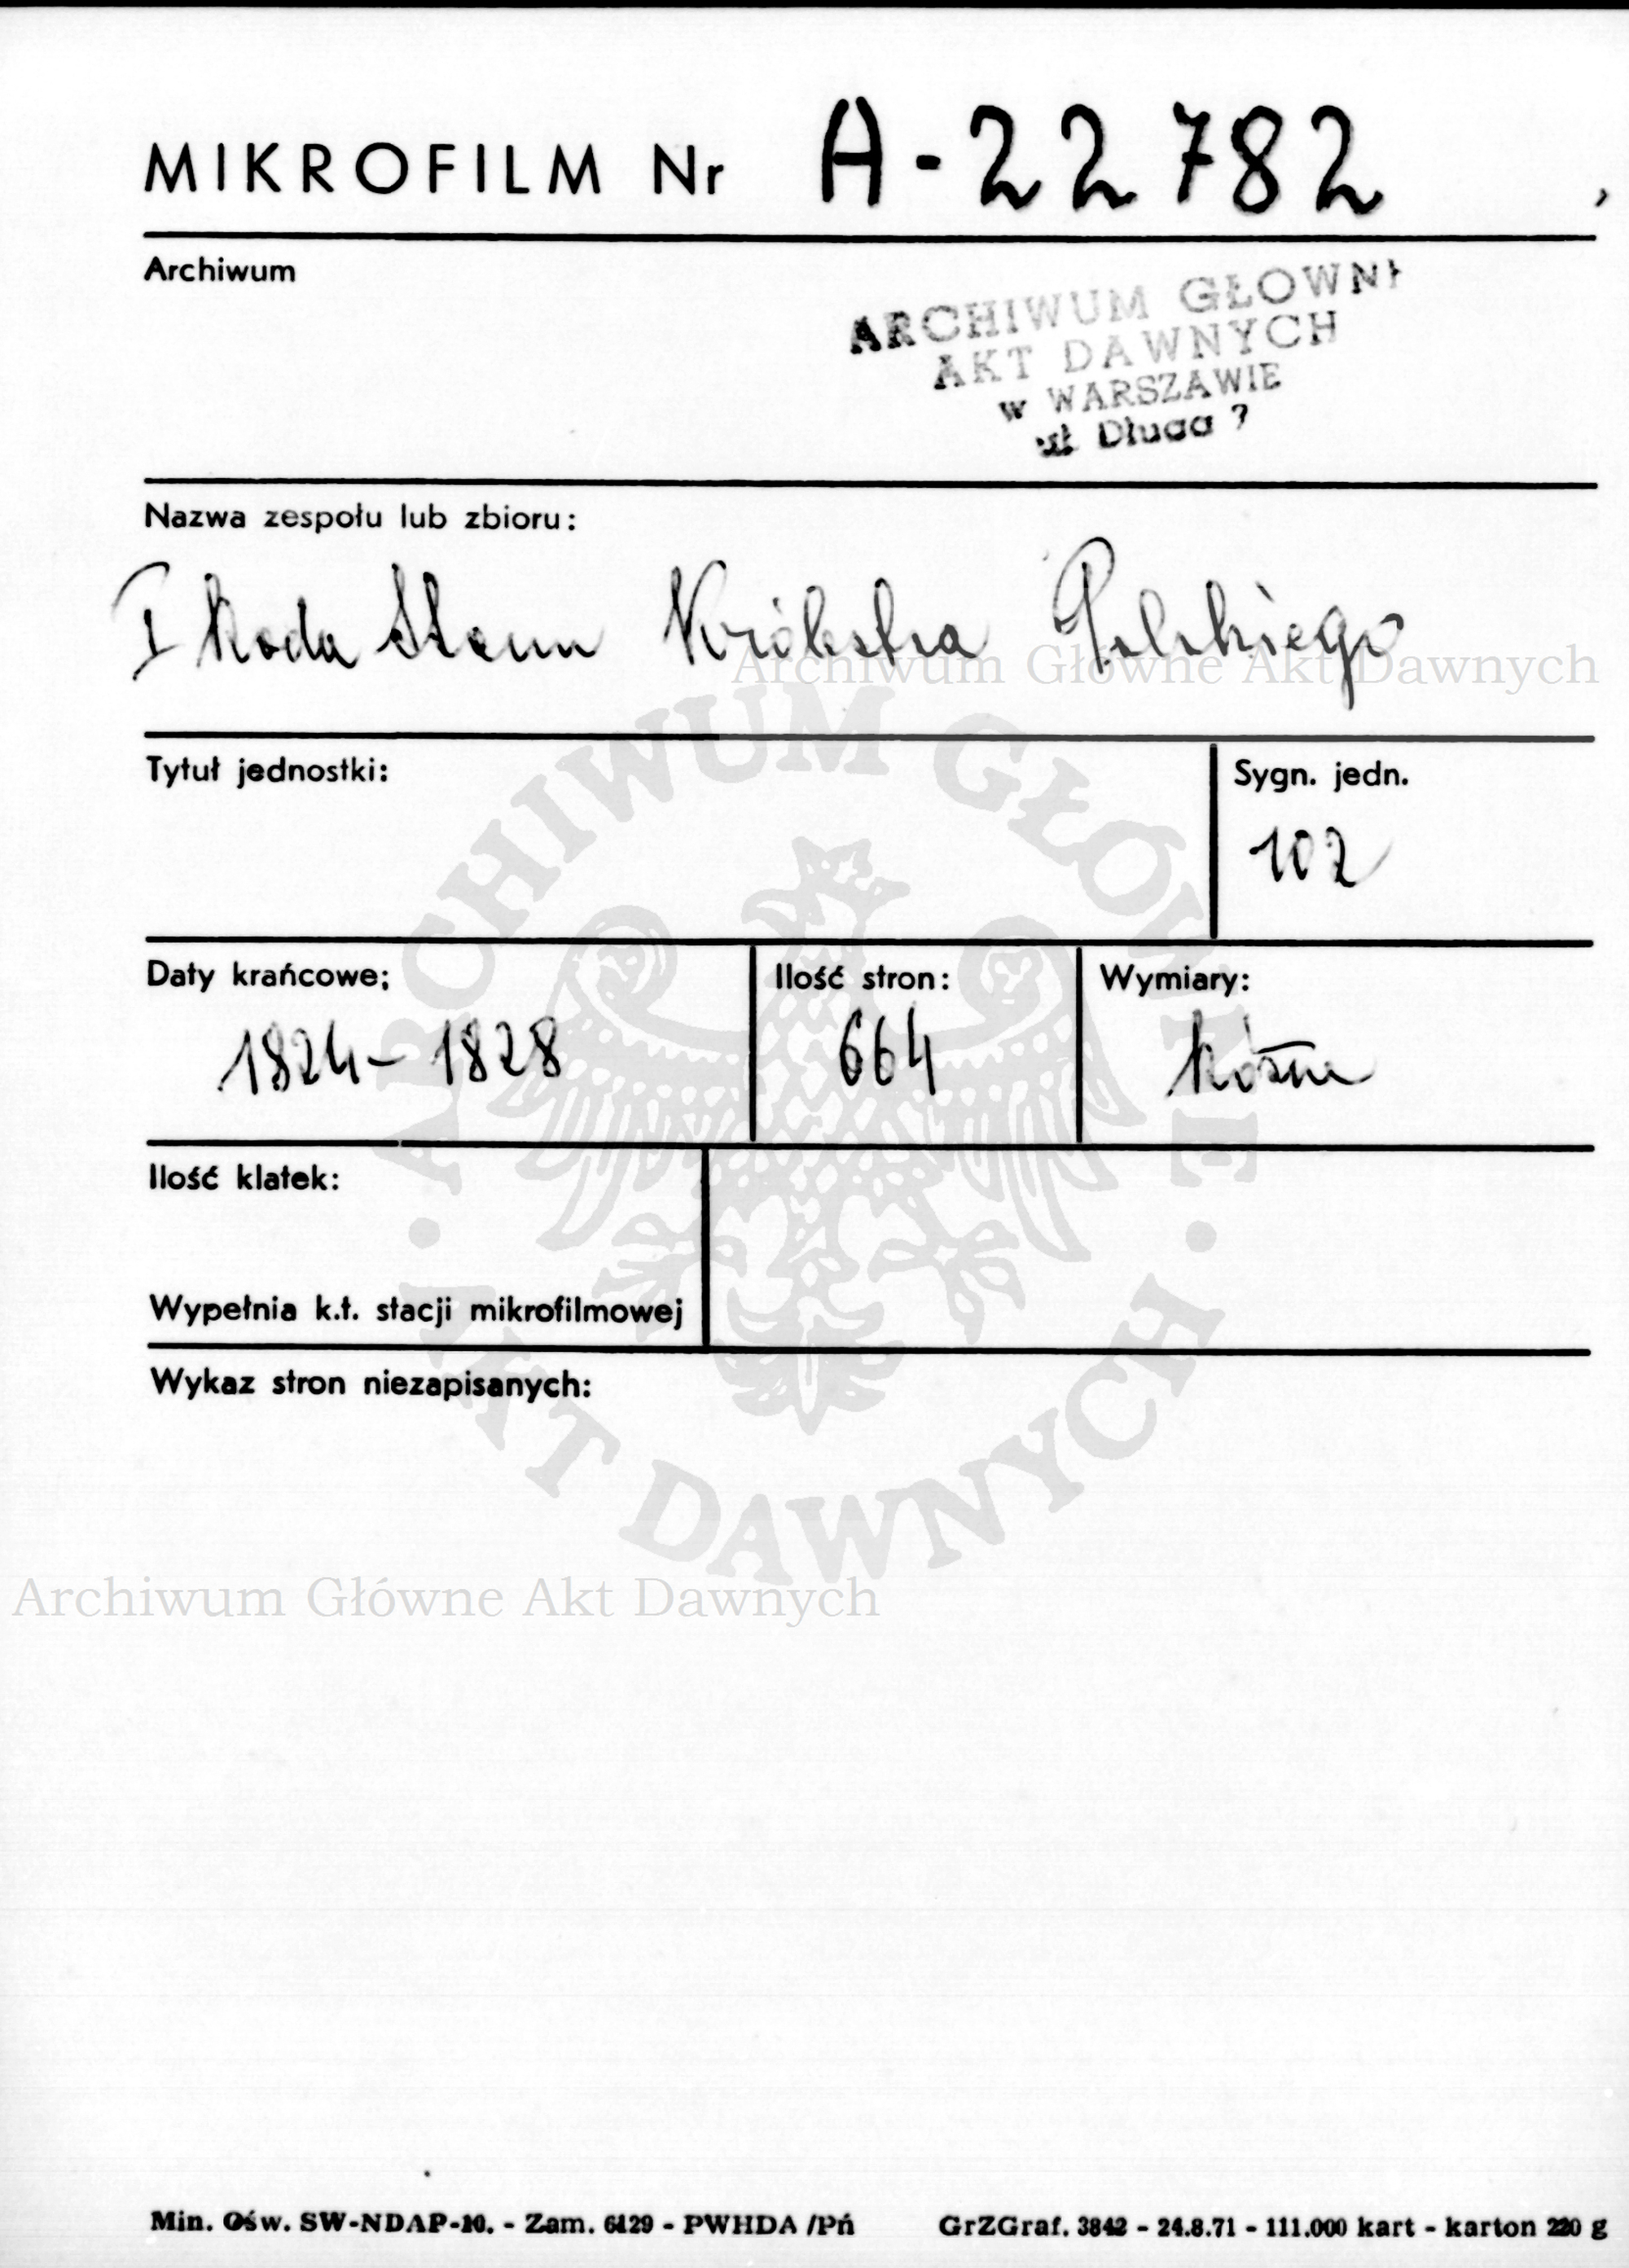 MIKROFILM Nr A-22782
Archiwum
ARCHIWUM GŁOWN
AKT DAWNYCH
w WARSZAWIE
ul. Długa 7
Nazwa zespołu lub zbioru:
I Rada Stanu Królestwa Polskiego
Archiwum Główne Akt Dawnych
Tytuł jednostki:
Sygn. jedn.
102
Daty krańcowe:
1824-1828
Ilość stron:
664
Wymiary:
Różne
Ilość klatek:
Wypełnia k.t. stacji mikrofilmowej
Wykaz stron niezapisanych:
ARCHIWUM GŁÓWNE
AKT DAWNYCH
Archiwum Główne Akt Dawnych
Min. Ośw. SW-NDAP-10. - Zam. 6129 - PWHDA /Pń
GrZGraf. 3842 - 24.8.71 - 111.000 kart - karton 220 g